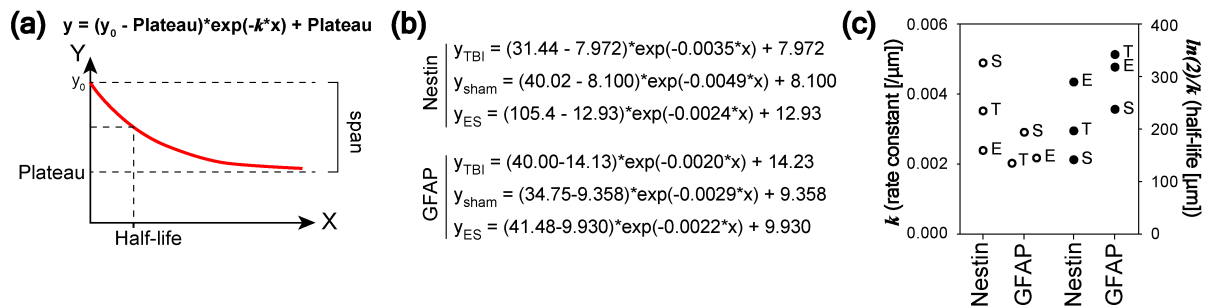 (a)
y = (y0 - Plateau)*exp(-k*x) + Plateau
Y
y0
Plateau
span
X
Half-life
(b)
Nestin
yTBI = (31.44 - 7.972)*exp(-0.0035*x) + 7.972
ysham = (40.02 - 8.100)*exp(-0.0049*x) + 8.100
yES = (105.4 - 12.93)*exp(-0.0024*x) + 12.93
GFAP
yTBI = (40.00-14.13)*exp(-0.0020*x) + 14.23
ysham = (34.75-9.358)*exp(-0.0029*x) + 9.358
yES = (41.48-9.930)*exp(-0.0022*x) + 9.930
(c)
k (rate constant [/µm])
0.006
0.004
0.002
0.000
S
T
E
S
T
E
E
T
S
T
E
S
400
300
200
100
0
ln(2)/k (half-life [µm])
Nestin
GFAP
Nestin
GFAP